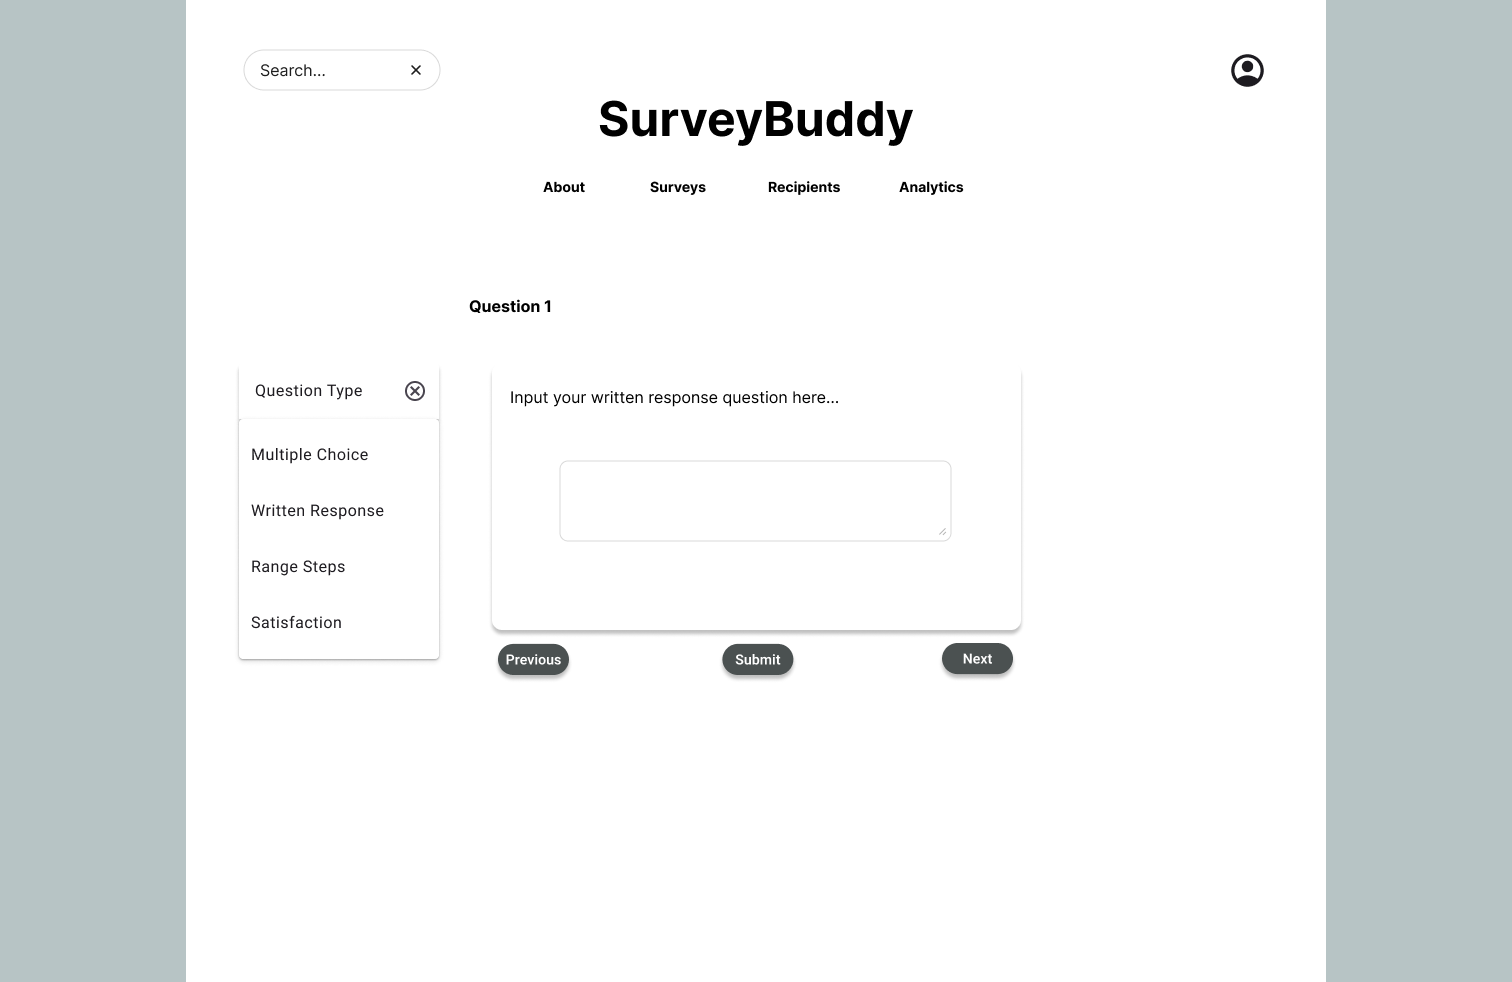 Search...
SurveyBuddy
About Surveys Recipients Analytics
Question 1
Question Type
Multiple Choice
Written Response
Range Steps
Satisfaction
Input your written response question here...
Previous Submit Next